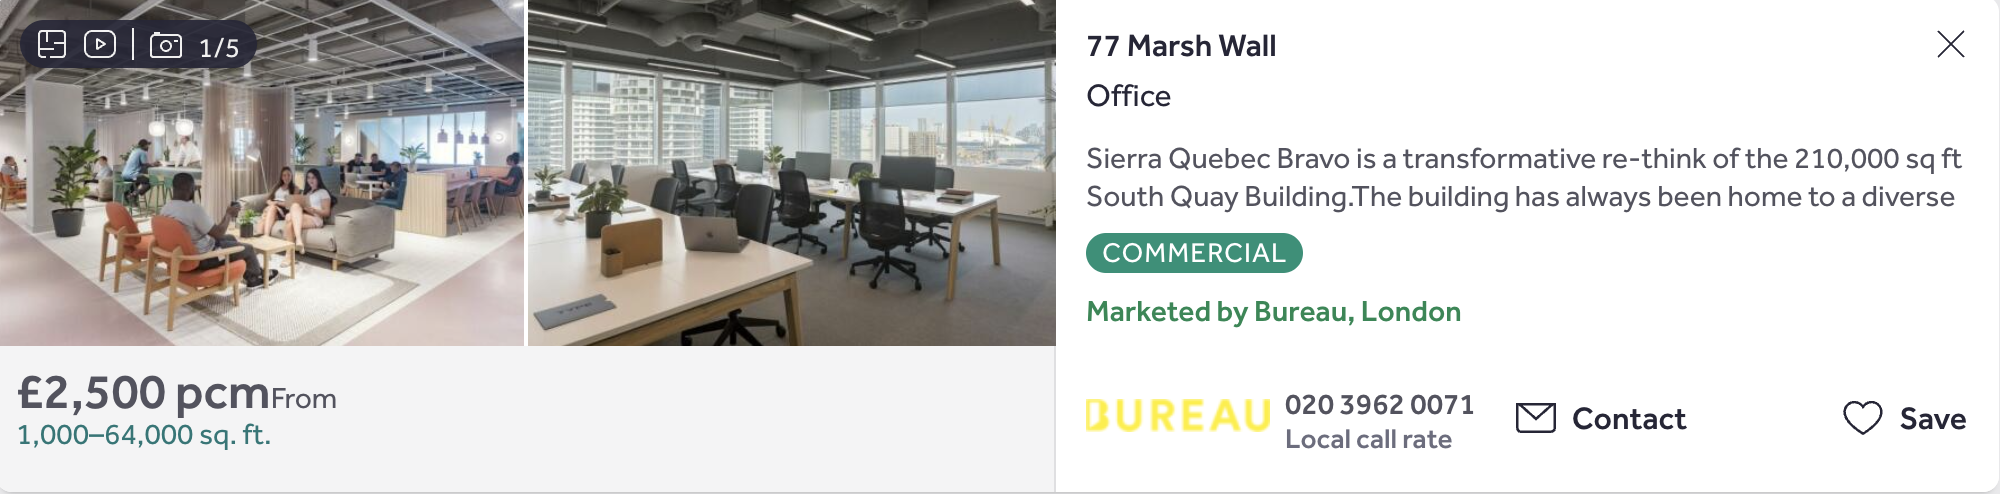 1/5
77 Marsh Wall
Office
Sierra Quebec Bravo is a transformative re-think of the 210,000 sq ft
South Quay Building.The building has always been home to a diverse
COMMERCIAL
Marketed by Bureau, London
£2,500 pcmFrom
1,000–64,000 sq. ft.
BUREAU
020 3962 0071
Local call rate
Contact
Save
TYPE